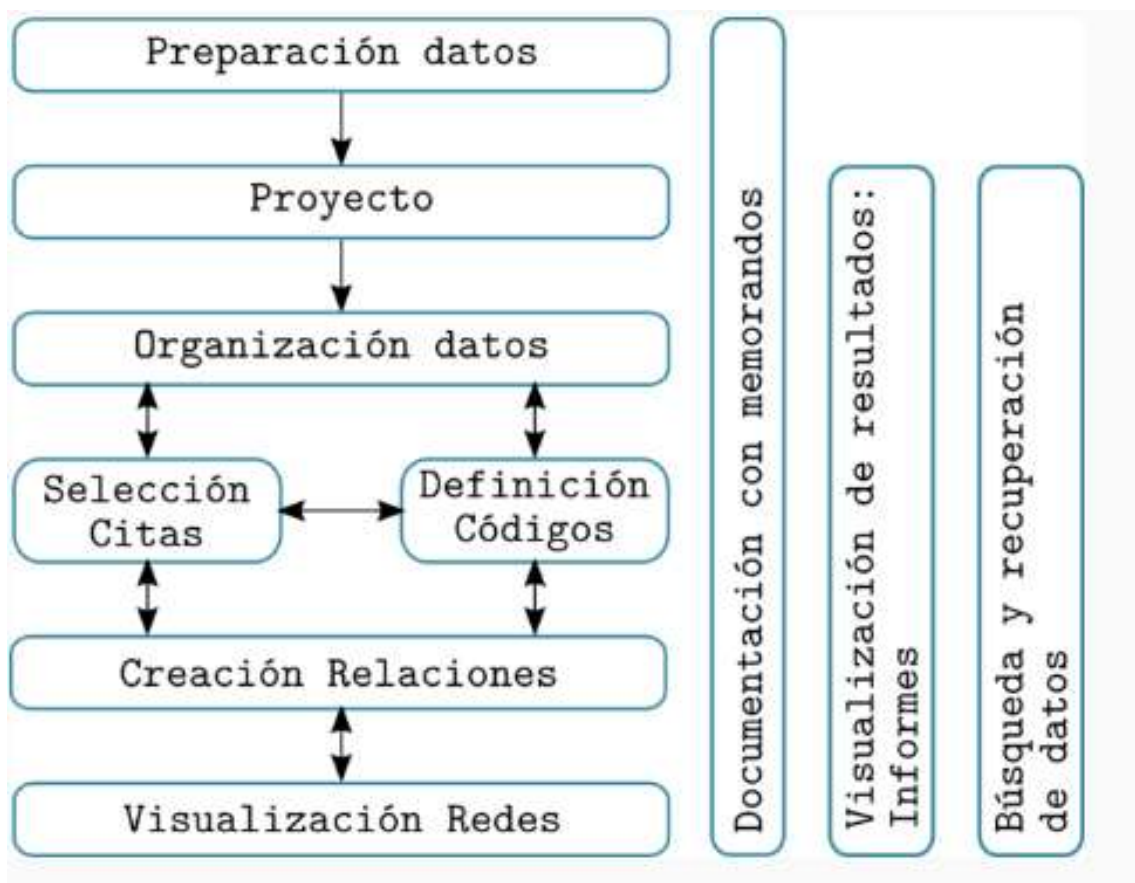 Preparación datos
Proyecto
Organización datos
Selección
Citas
Definición
Códigos
Creación Relaciones
Visualización Redes
Documentación con memorandos
Visualización de resultados:
Informes
Búsqueda y recuperación
de datos